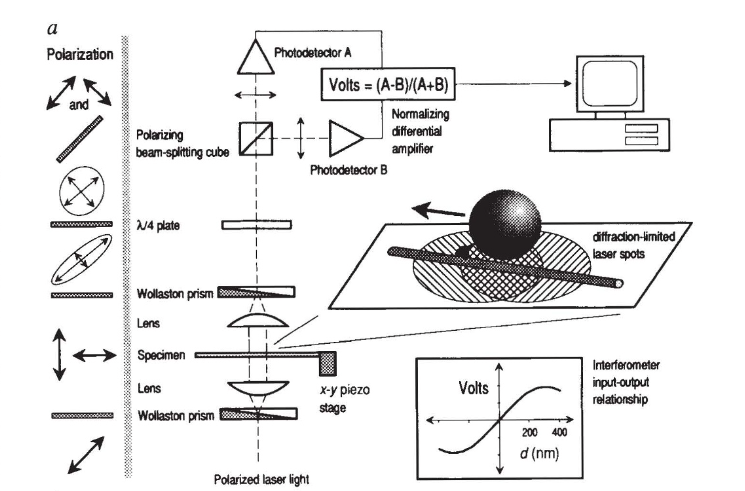 a
Polarization
and
Photodetector A
Volts = (A-B)/(A+B)
Normalizing
differential
amplifier
Polarizing
beam-splitting cube
Photodetector B
λ/4 plate
diffraction-limited
laser spots
Wollaston prism
Lens
Specimen
x-y piezo
stage
Lens
Wollaston prism
Polarized laser light
Interferometer
input-output
relationship
Volts
200 400
d (nm)